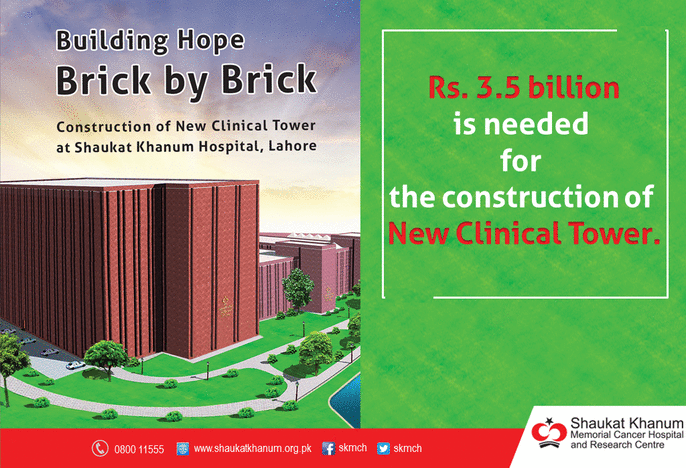 Building Hope
Brick by Brick
Construction of New Clinical Tower
at Shaukat Khanum Hospital, Lahore
Rs. 3.5 billion
is needed
for
the construction of
New Clinical Tower.
0800 11555 www.shaukatkhanum.org.pk skmch skmch
Shaukat Khanum
Memorial Cancer Hospital
and Research Centre